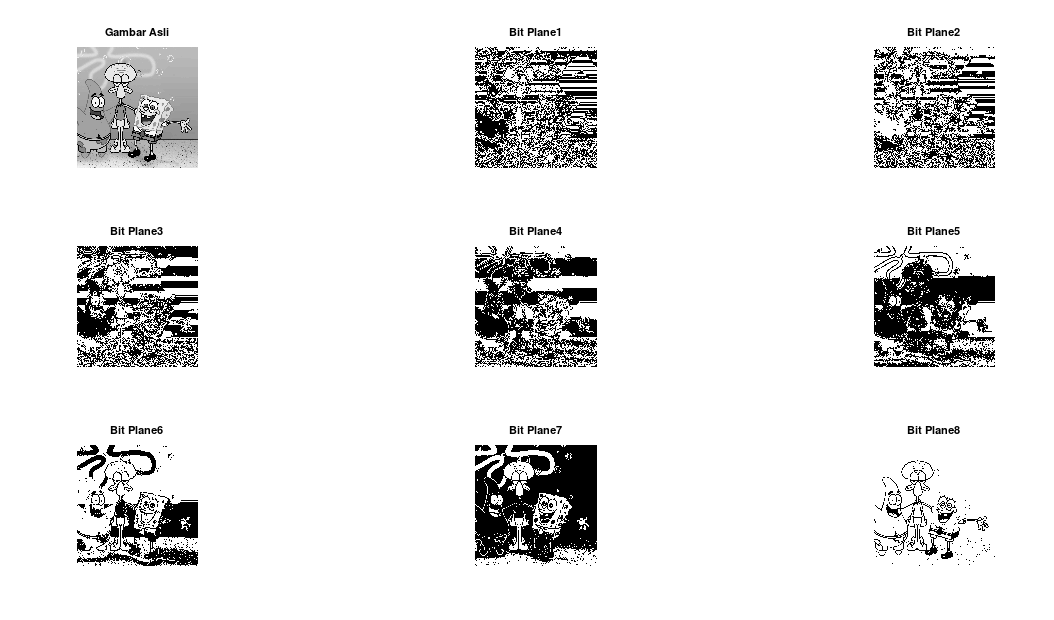 Gambar Asli
Bit Plane1
Bit Plane2
Bit Plane3
Bit Plane4
Bit Plane5
Bit Plane6
Bit Plane7
Bit Plane8